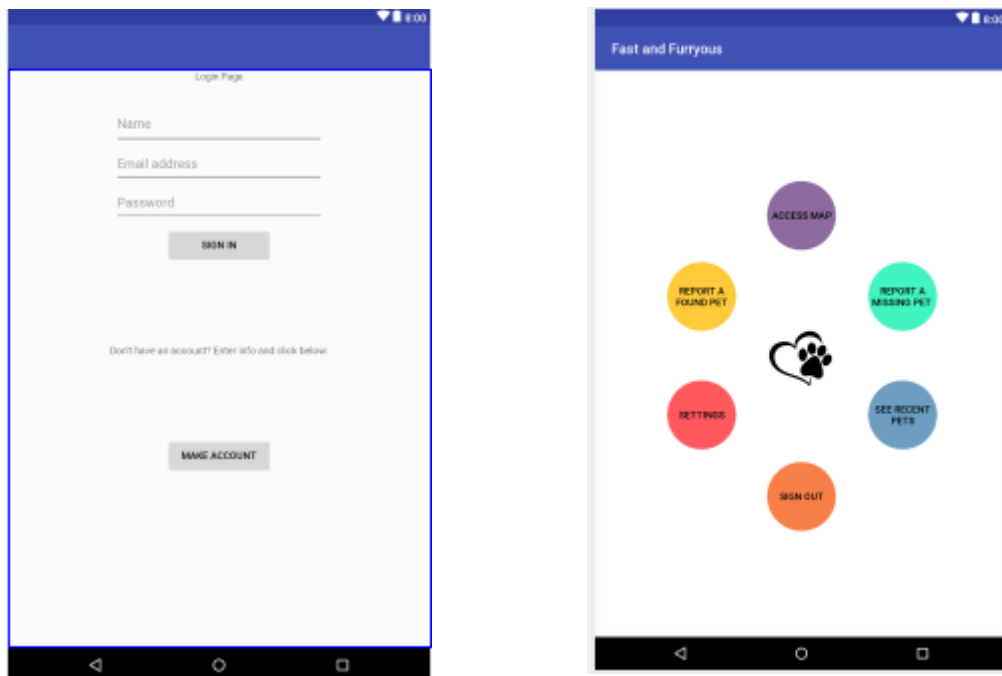 8:00
Login Page
Name
Email address
Password
SIGN IN
Don't have an account? Enter info and click below:
MAKE ACCOUNT
8:00
Fast and Furryous
ACCESS MAP
REPORT A
FOUND PET
REPORT A
MISSING PET
SETTINGS
SEE RECENT
PETS
SIGN OUT